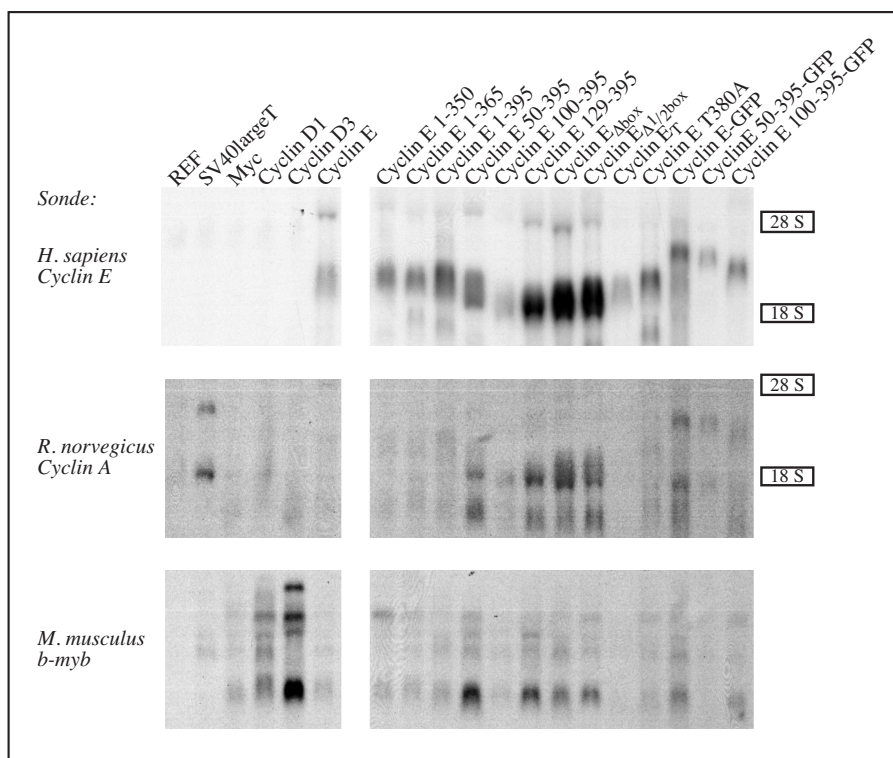 REF
SV40largeT
Myc
Cyclin D1
Cyclin D3
Cyclin E
Cyclin E 1-350
Cyclin E 1-365
Cyclin E 1-395
Cyclin E 50-395
Cyclin E 100-395
Cyclin E 129-395
Cyclin EΔbox
Cyclin EΔ1/2box
Cyclin ET
Cyclin E T380A
Cyclin E-GFP
CyclinE 50-395-GFP
Cyclin E 100-395-GFP
Sonde:
H. sapiens
Cyclin E
28 S
18 S
R. norvegicus
Cyclin A
28 S
18 S
M. musculus
b-myb